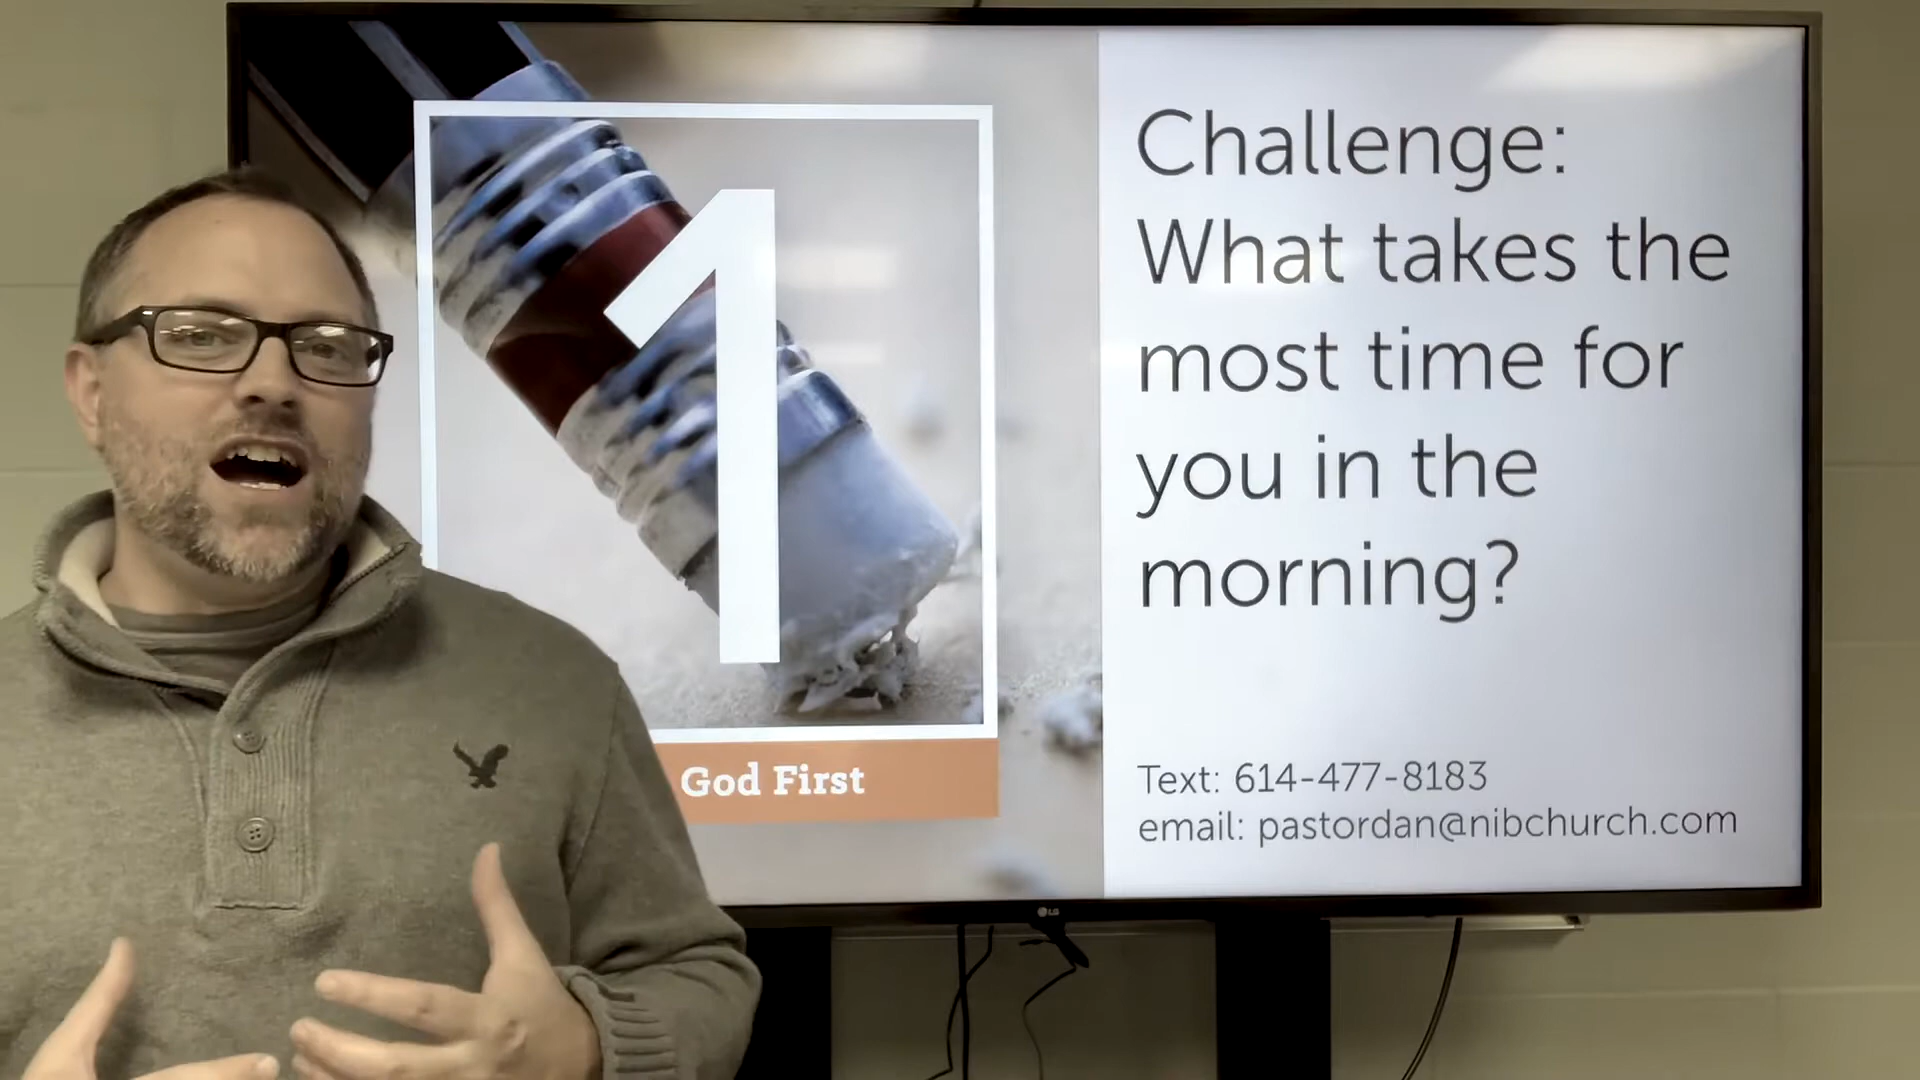 1
God First
Challenge:
What takes the
most time for
you in the
morning?
Text: 614-477-8183
email: pastordan@nibchurch.com
LG